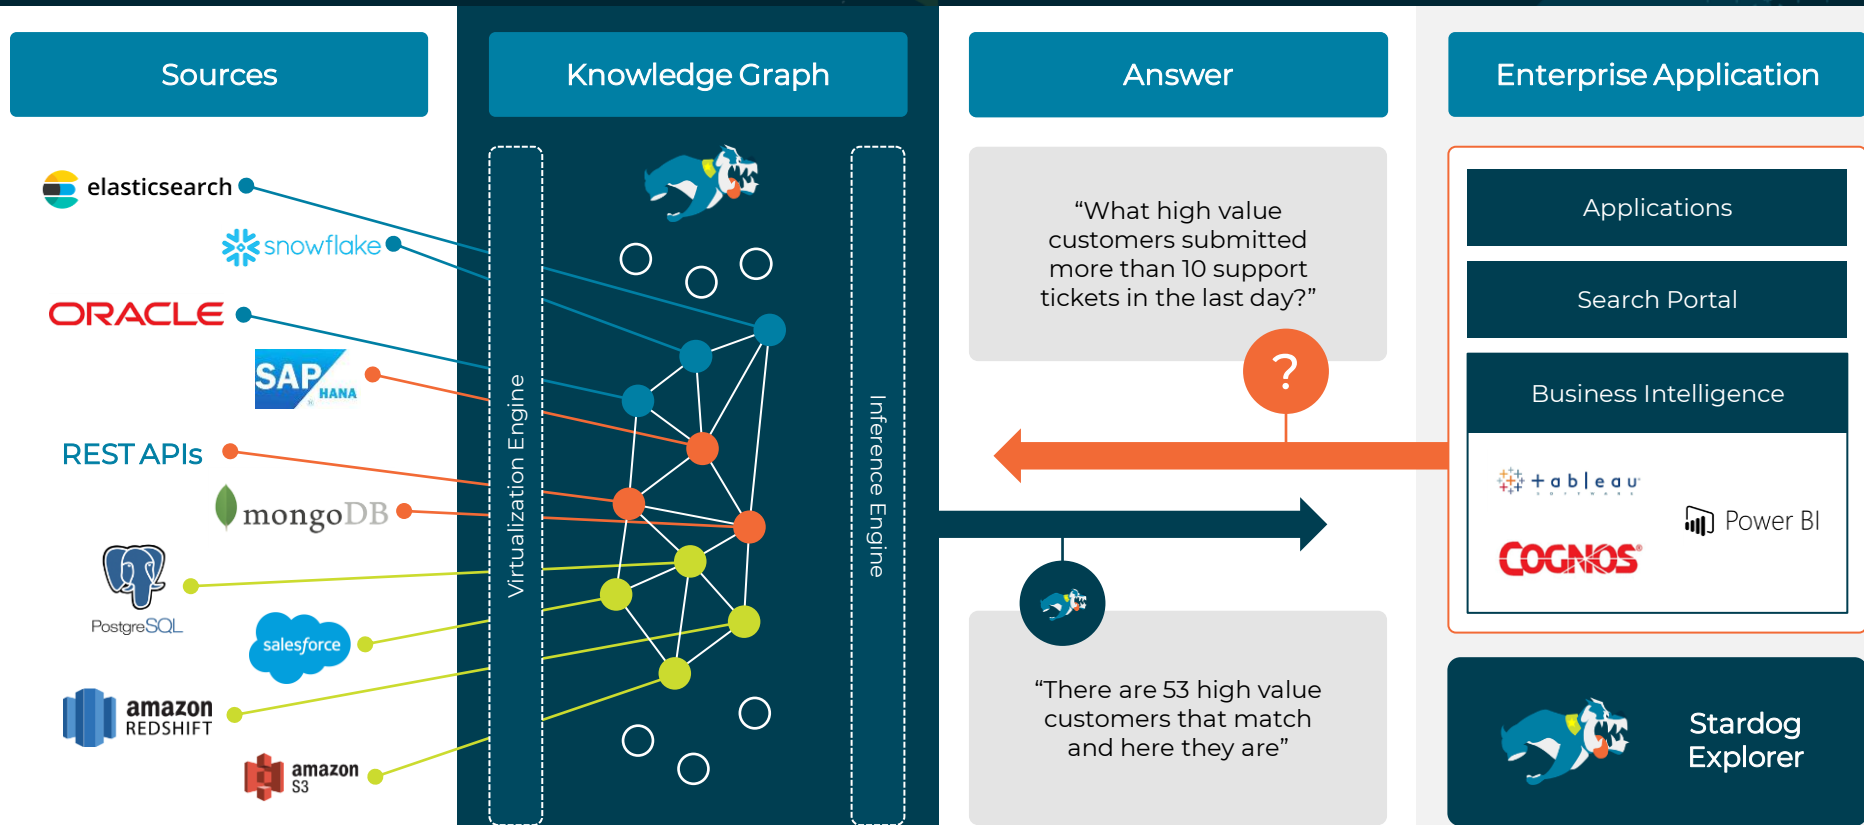 Sources
elasticsearch
snowflake
ORACLE
SAP
HANA
REST APIs
mongoDB
PostgreSQL
salesforce
amazon
REDSHIFT
amazon
S3
Knowledge Graph
Virtualization Engine
Inference Engine
Answer
“What high value
customers submitted
more than 10 support
tickets in the last day?”
?
“There are 53 high value
customers that match
and here they are”
Enterprise Application
Applications
Search Portal
Business Intelligence
+ableau
SOFTWARE
Power BI
COGNOS®
Stardog
Explorer